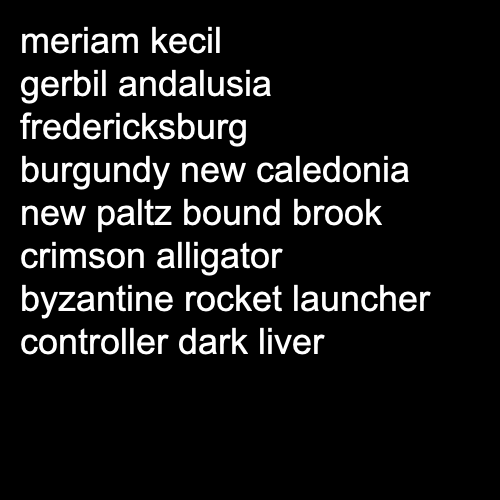 meriam kecil
gerbil andalusia
fredericksburg
burgundy new caledonia
new paltz bound brook
crimson alligator
byzantine rocket launcher
controller dark liver